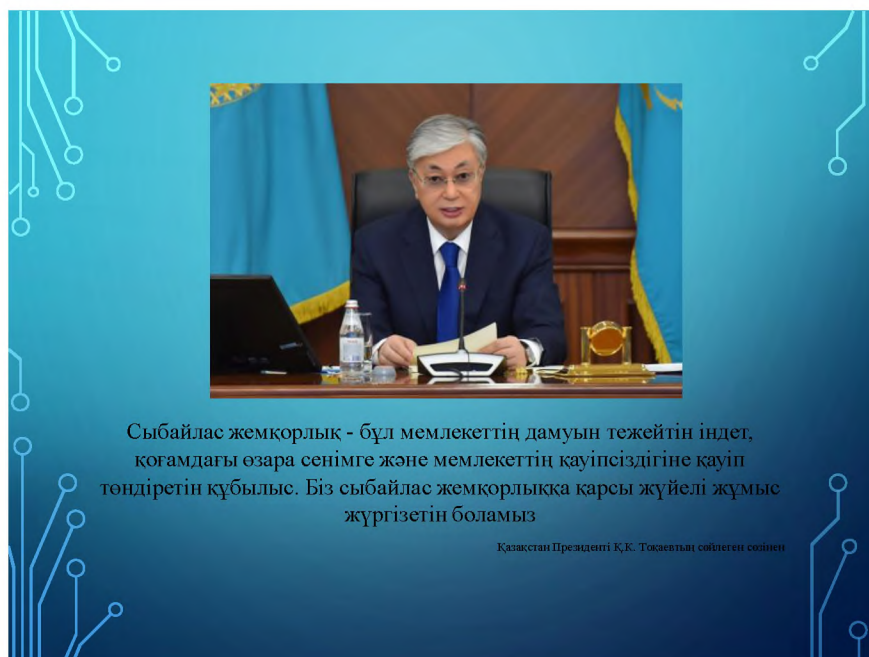 Сыбайлас жемқорлық - бұл мемлекеттің дамуын тежейтін індет,
қоғамдағы өзара сенімге және мемлекеттің қауіпсіздігіне қауіп
төндіретін құбылыс. Біз сыбайлас жемқорлыққа қарсы жүйелі жұмыс
жүргізетін боламыз
Қазақстан Президенті Қ.К. Тоқаевтың сөйлеген сөзінен